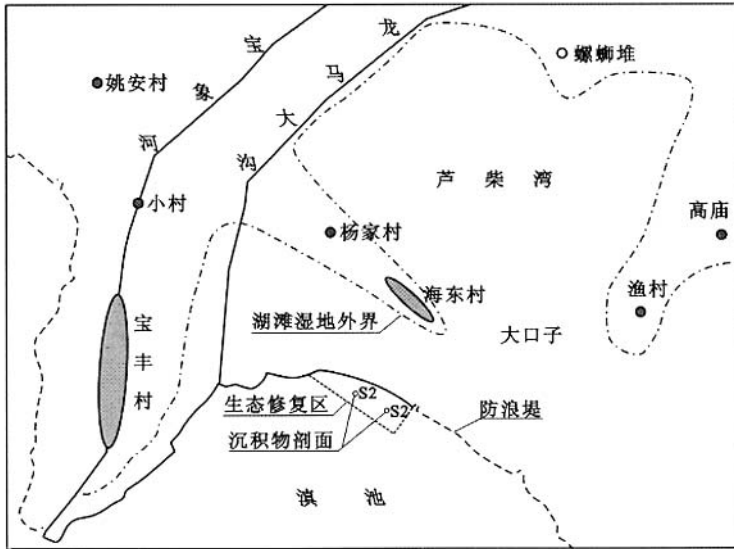 宝象河
龙马大沟
螺蛳堆
姚安村
芦柴湾
小村
杨家村
高庙
海东村
渔村
湖滩湿地外界
大口子
宝丰村
生态修复区
S2
S2
防浪堤
沉积物剖面
滇池